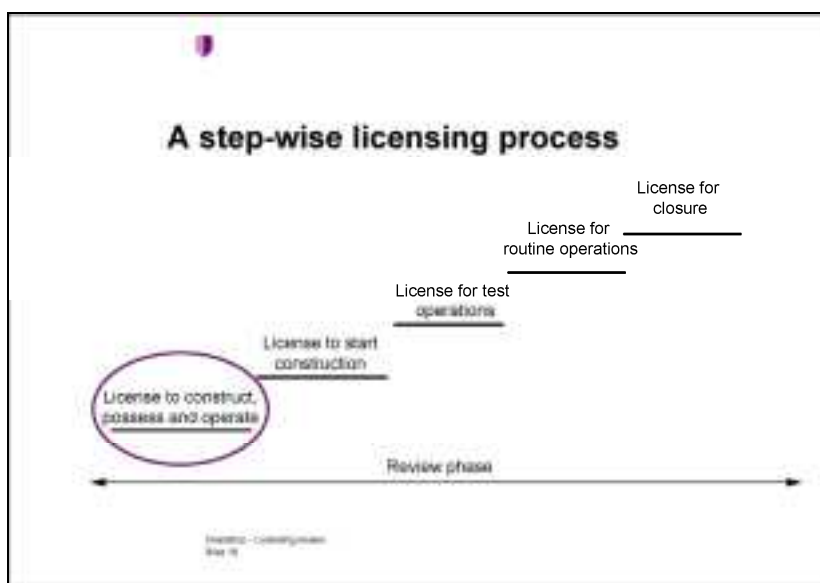 A step-wise licensing process
License for
closure
License for
routine operations
License for test
operations
License to start
construction
License to construct,
possess and operate
Review phase